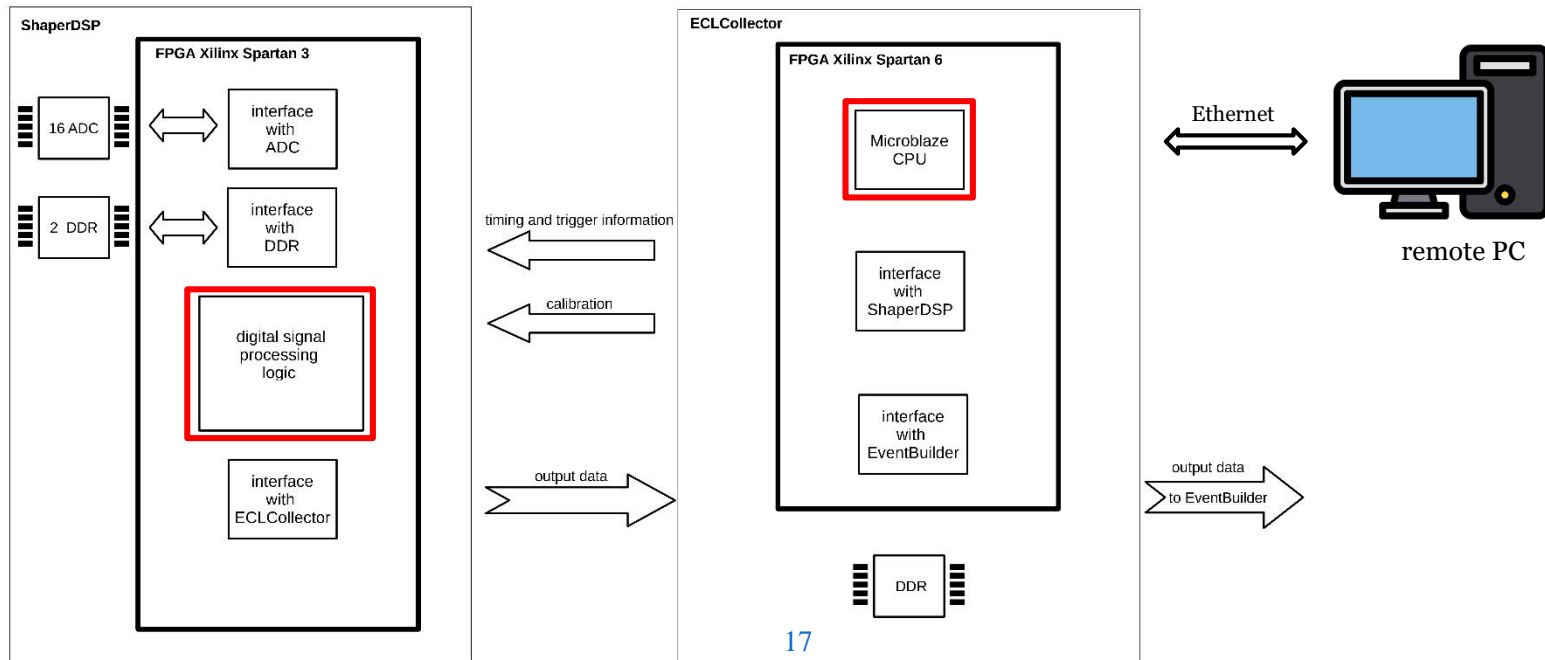 ShaperDSP
FPGA Xilinx Spartan 3
16 ADC
interface
with
ADC
2 DDR
interface
with
DDR
digital signal
processing
logic
interface
with
ECLCollector
timing and trigger information
calibration
output data
ECLCollector
FPGA Xilinx Spartan 6
Microblaze
CPU
interface
with
ShaperDSP
interface
with
EventBuilder
DDR
17
Ethernet
remote PC
output data
to EventBuilder